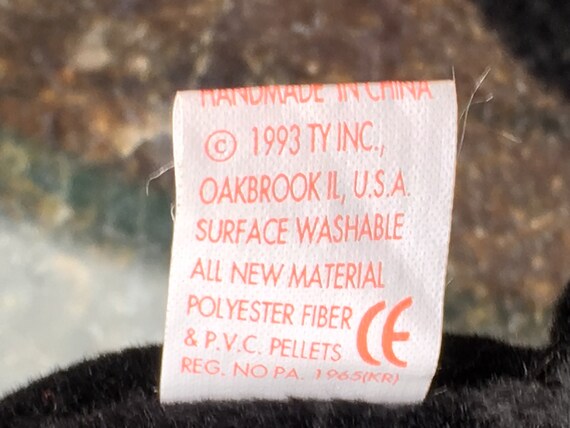 HANDMADE IN CHINA
© 1993 TY INC.,
OAKBROOK IL, U.S.A.
SURFACE WASHABLE
ALL NEW MATERIAL
POLYESTER FIBER
& P.V.C. PELLETS CE
REG. NO PA. 1965(KR)